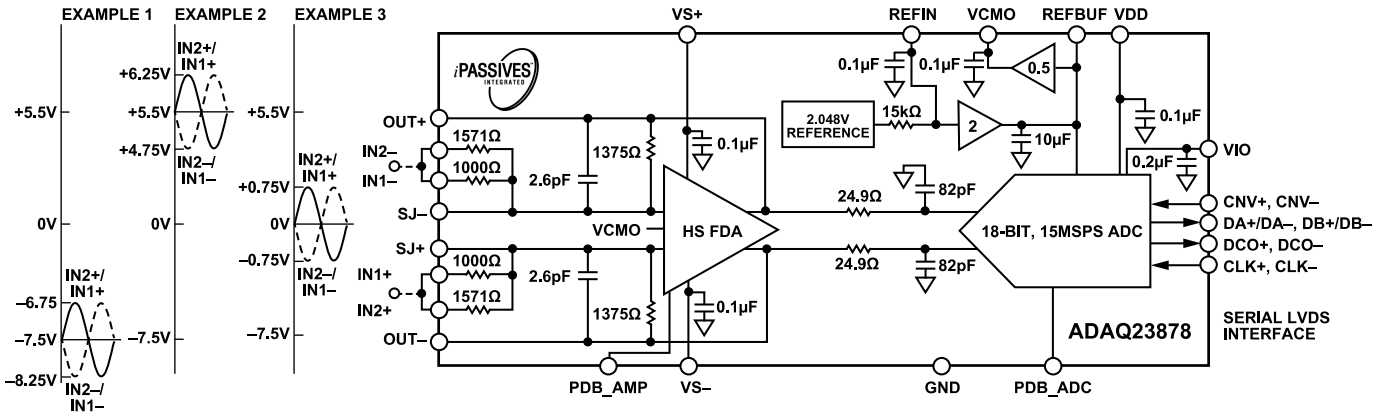 EXAMPLE 1
EXAMPLE 2
EXAMPLE 3
IN2+/
IN1+
+6.25V
+5.5V
+5.5V
+4.75V
IN2–/
IN1–
+5.5V
IN2+/
IN1+
+0.75V
0V
0V
0V
–0.75V
IN2–/
IN1–
IN2+/
IN1+
–6.75
–7.5V
–7.5V
–7.5V
–8.25V
IN2–/
IN1–
VS+
REFIN
VCMO
REFBUF
VDD
iPASSIVES
INTEGRATED
0.1µF
0.1µF
0.5
OUT+
1571Ω
IN2–
IN1–
1000Ω
2.6pF
1375Ω
0.1µF
2.048V
REFERENCE
15kΩ
2
10µF
0.1µF
0.2µF
VIO
SJ–
VCMO
HS FDA
24.9Ω
82pF
18-BIT, 15MSPS ADC
CNV+, CNV–
DA+/DA–, DB+/DB–
DCO+, DCO–
CLK+, CLK–
SJ+
1000Ω
IN1+
IN2+
1571Ω
2.6pF
1375Ω
0.1µF
24.9Ω
82pF
OUT–
ADAQ23878
SERIAL LVDS
INTERFACE
PDB_AMP
VS–
GND
PDB_ADC